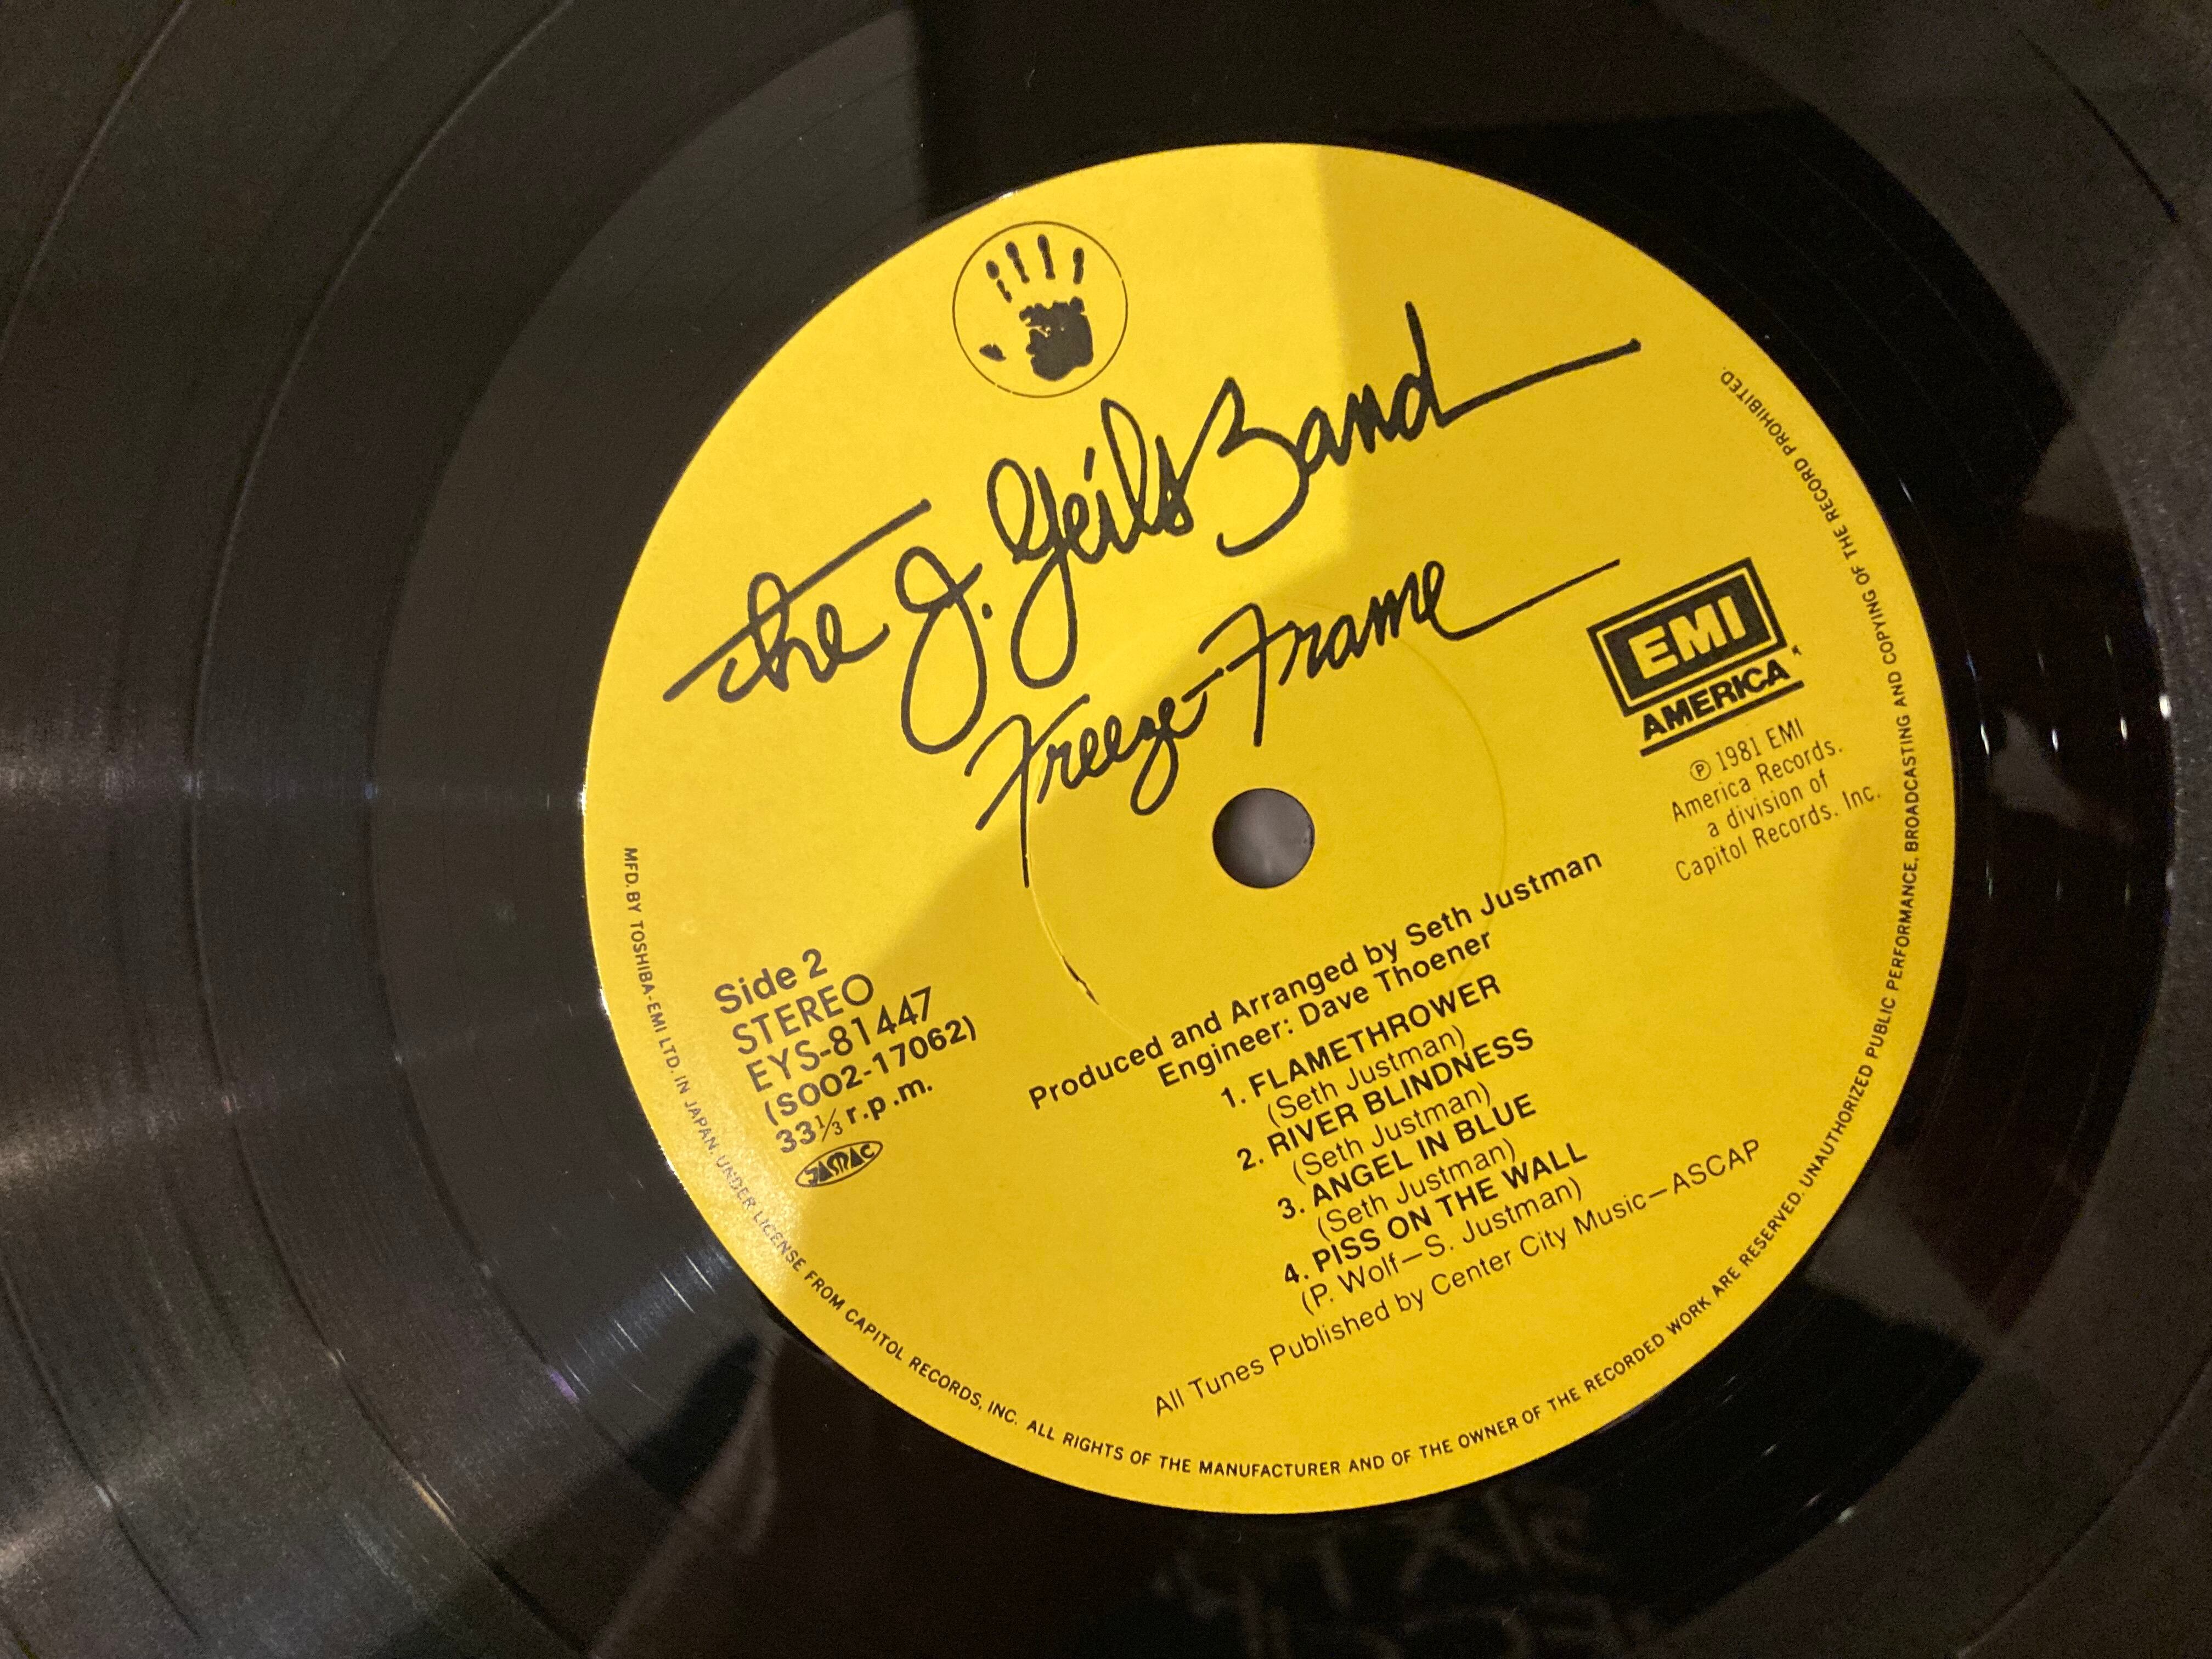 the J. Geils Band
Freeze-Frame
EMI
AMERICA
Ⓟ 1981 EMI
America Records.
a division of
Capitol Records. Inc.
Side 2
STEREO
EYS-81447
(SOO2-17062)
33⅓ r.p.m.
JASRAC
Produced and Arranged by Seth Justman
Engineer: Dave Thoener
1. FLAMETHROWER
(Seth Justman)
2. RIVER BLINDNESS
(Seth Justman)
3. ANGEL IN BLUE
(Seth Justman)
4. PISS ON THE WALL
(P. Wolf—S. Justman)
All Tunes Published by Center City Music—ASCAP
MFD. BY TOSHIBA-EMI LTD. IN JAPAN. UNDER LICENSE FROM CAPITOL RECORDS, INC. ALL RIGHTS OF THE MANUFACTURER AND OF THE OWNER OF THE RECORDED WORK ARE RESERVED. UNAUTHORIZED PUBLIC PERFORMANCE, BROADCASTING AND COPYING OF THE RECORD PROHIBITED.